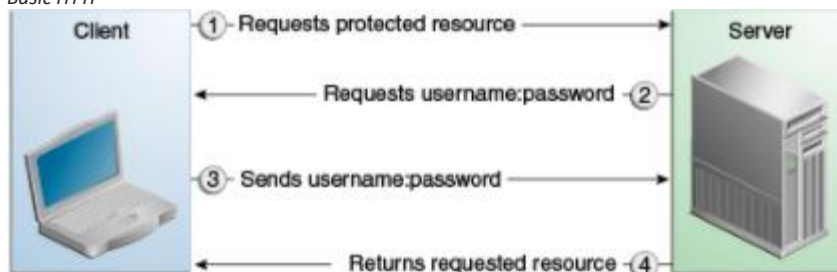 Basic HTTP
Client
Server
1 Requests protected resource
Requests username:password 2
3 Sends username:password
Returns requested resource 4